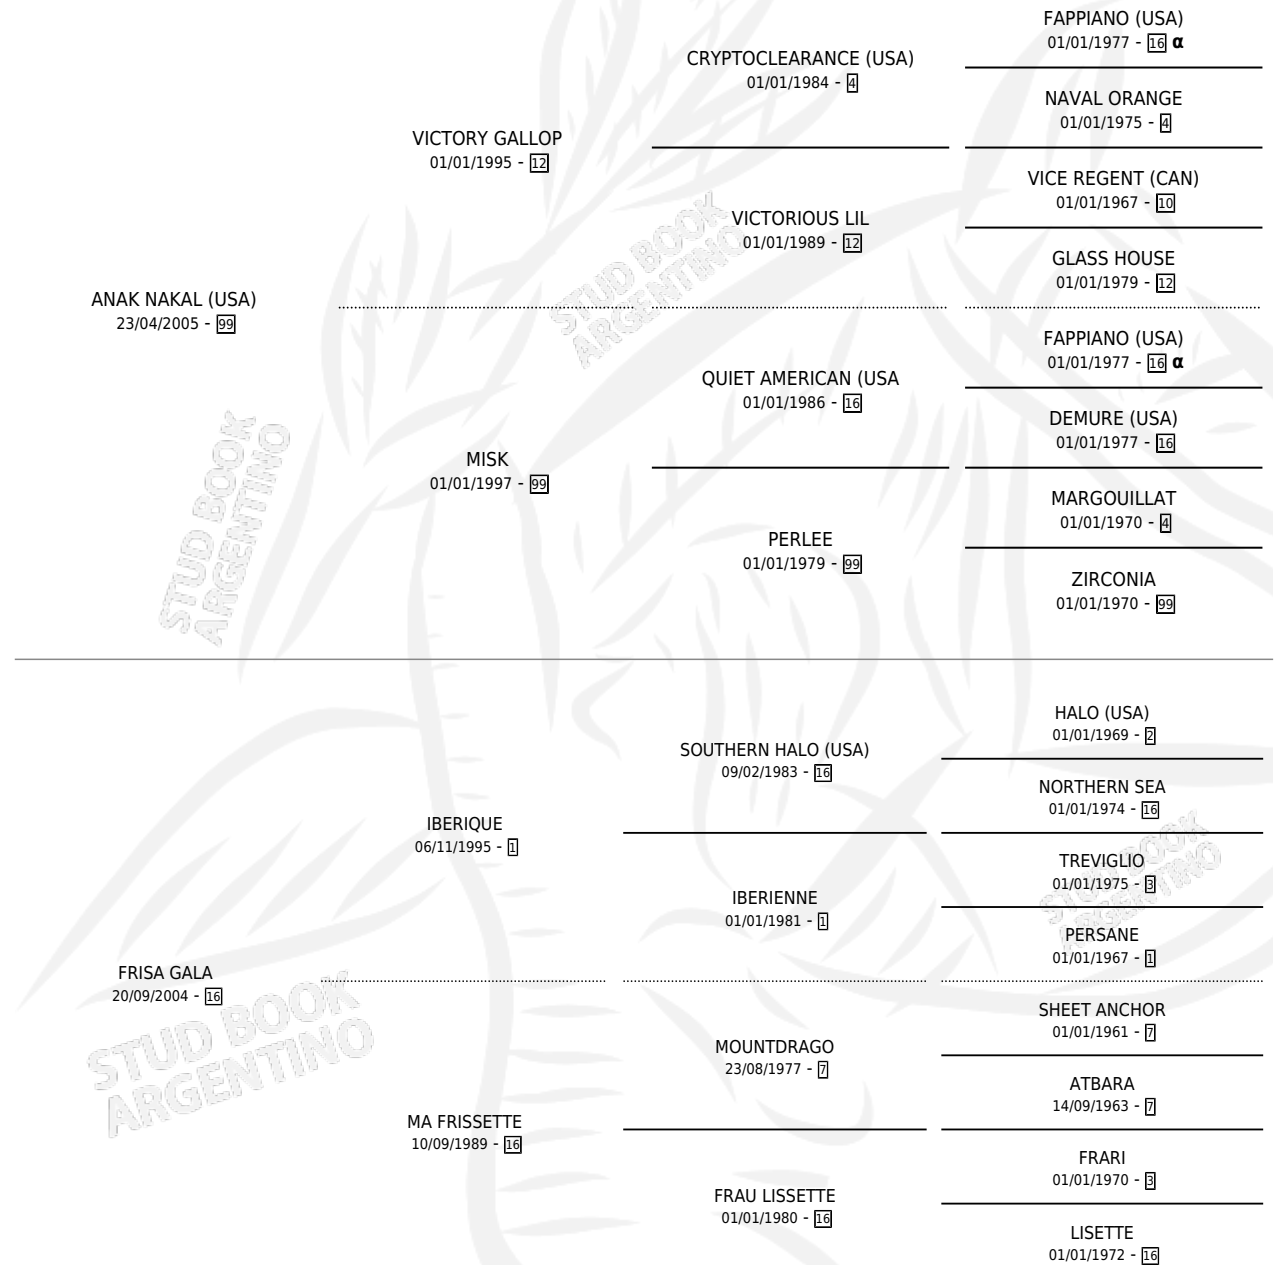 FAPPIANO (USA)
01/01/1977 - 16 α
CRYPTOCLEARANCE (USA)
01/01/1984 - 4
NAVAL ORANGE
01/01/1975 - 4
VICTORY GALLOP
01/01/1995 - 12
VICE REGENT (CAN)
01/01/1967 - 10
VICTORIOUS LIL
01/01/1989 - 12
GLASS HOUSE
01/01/1979 - 12
ANAK NAKAL (USA)
23/04/2005 - 99
FAPPIANO (USA)
01/01/1977 - 16 α
QUIET AMERICAN (USA
01/01/1986 - 16
DEMURE (USA)
01/01/1977 - 16
MISK
01/01/1997 - 99
MARGOUILLAT
01/01/1970 - 4
PERLEE
01/01/1979 - 99
ZIRCONIA
01/01/1970 - 99
HALO (USA)
01/01/1969 - 2
SOUTHERN HALO (USA)
09/02/1983 - 16
NORTHERN SEA
01/01/1974 - 16
IBERIQUE
06/11/1995 - 1
TREVIGLIO
01/01/1975 - 3
IBERIENNE
01/01/1981 - 1
PERSANE
01/01/1967 - 1
FRISA GALA
20/09/2004 - 16
SHEET ANCHOR
01/01/1961 - 7
MOUNTDRAGO
23/08/1977 - 7
ATBARA
14/09/1963 - 7
MA FRISSETTE
10/09/1989 - 16
FRARI
01/01/1970 - 3
FRAU LISSETTE
01/01/1980 - 16
LISETTE
01/01/1972 - 16
STUD BOOK
ARGENTINO
STUD BOOK
ARGENTINO
STUD BOOK
ARGENTINO
STUD BOOK
ARGENTINO